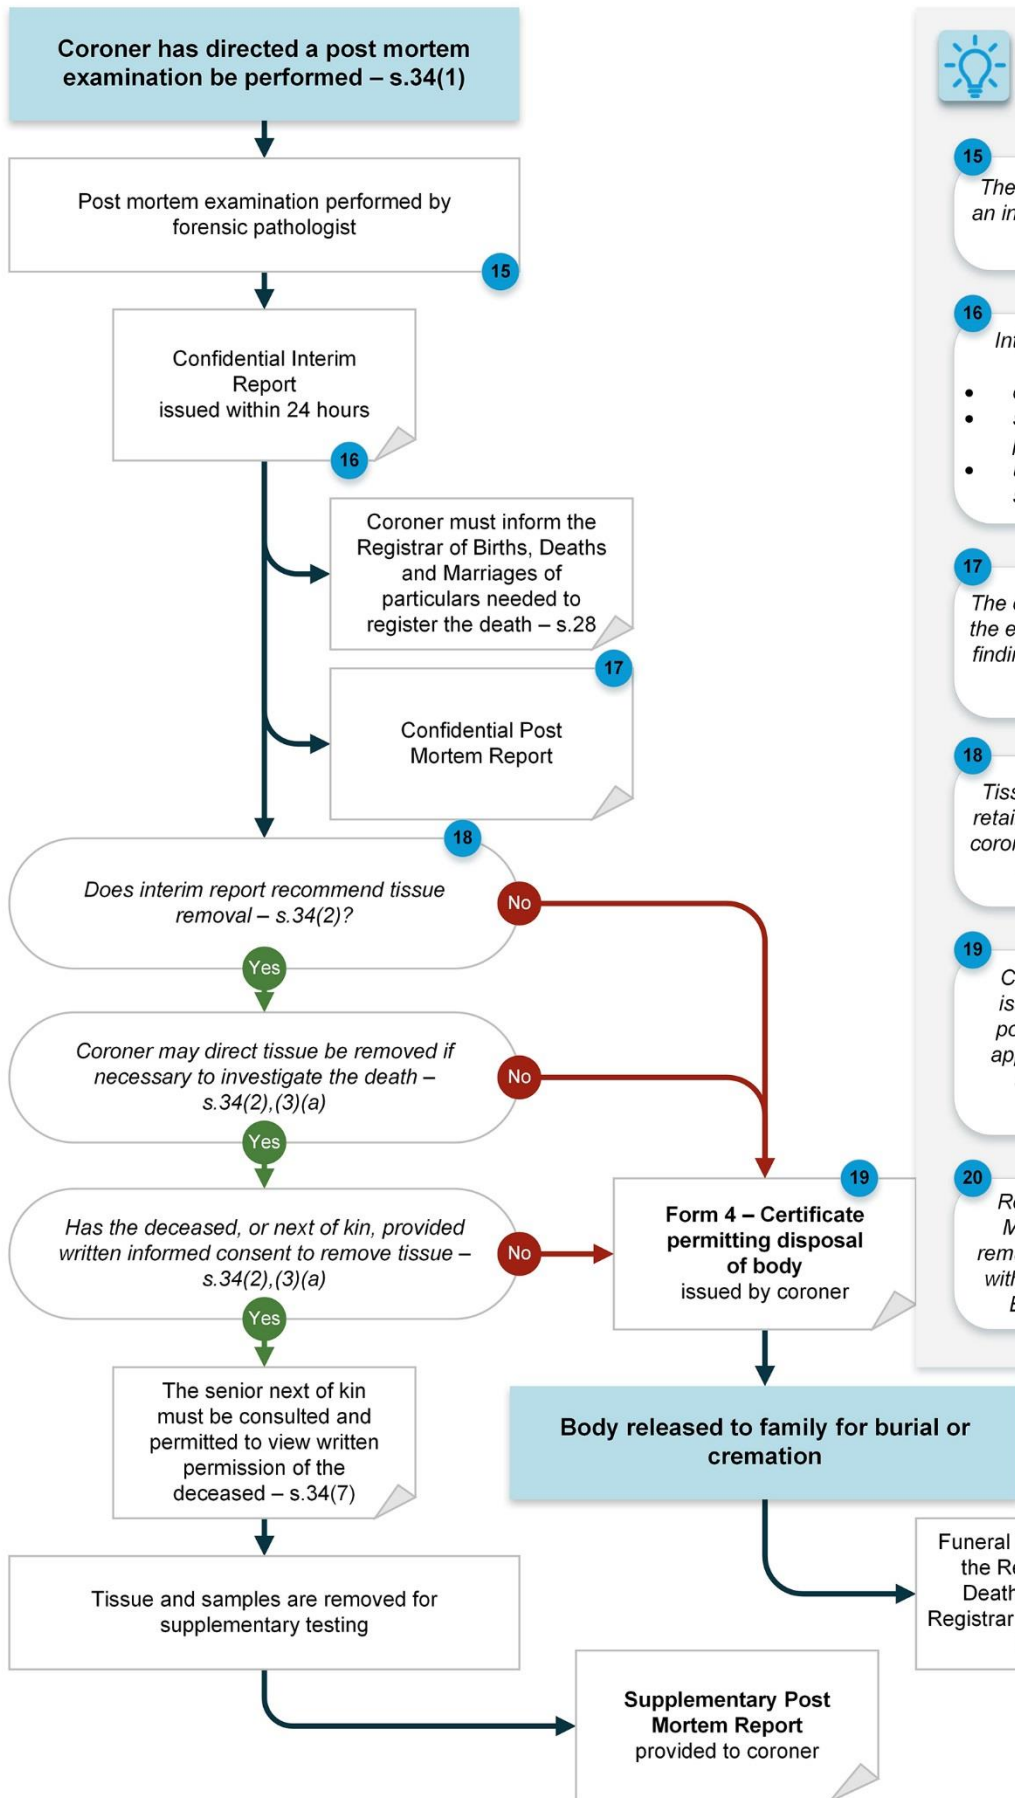 Coroner has directed a post mortem
examination be performed – s.34(1)
Post mortem examination performed by
forensic pathologist
15
Confidential Interim
Report
issued within 24 hours
16
Coroner must inform the
Registrar of Births, Deaths
and Marriages of
particulars needed to
register the death – s.28
17
Confidential Post
Mortem Report
18
Does interim report recommend tissue
removal – s.34(2)?
No
Yes
Coroner may direct tissue be removed if
necessary to investigate the death –
s.34(2),(3)(a)
No
Yes
Has the deceased, or next of kin, provided
written informed consent to remove tissue –
s.34(2),(3)(a)
No
Yes
19
Form 4 – Certificate
permitting disposal
of body
issued by coroner
The senior next of kin
must be consulted and
permitted to view written
permission of the
deceased – s.34(7)
Body released to family for burial or
cremation
Tissue and samples are removed for
supplementary testing
Funeral
the
Death
Registrar
Supplementary Post
Mortem Report
provided to coroner
15
The
an
16
17
The
the
18
19
is
20
with